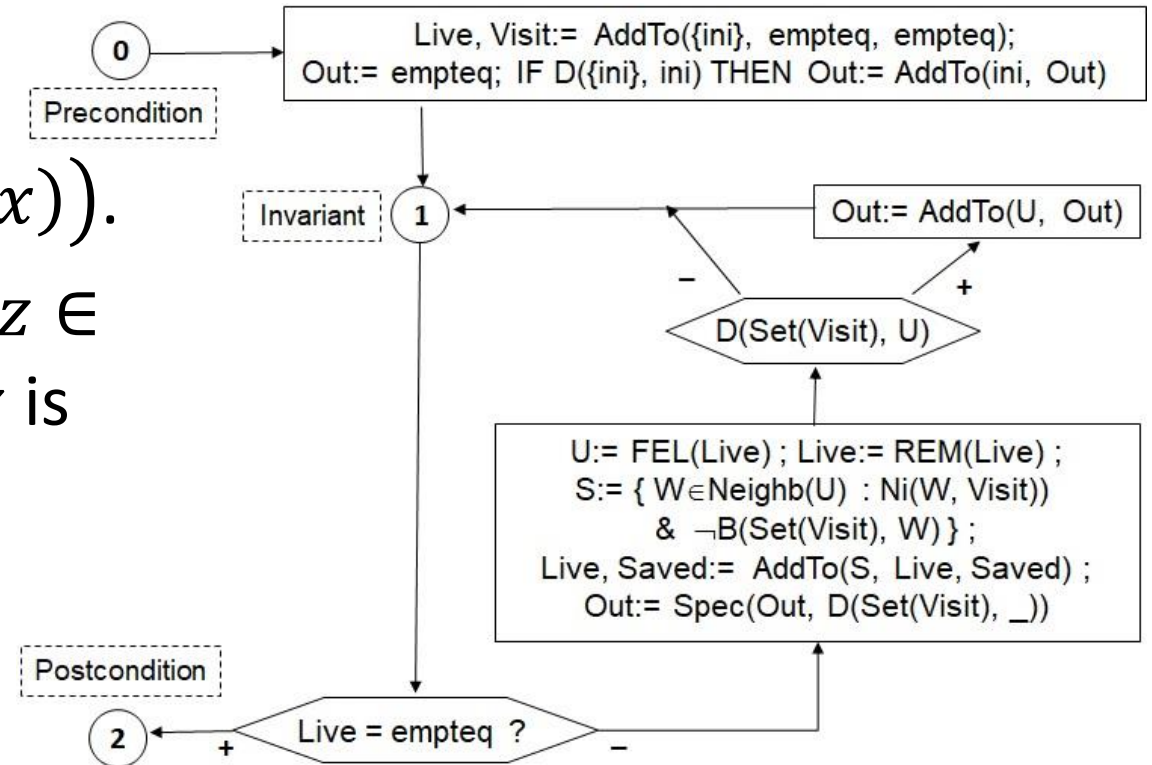 0
Precondition
Live, Visit:= AddTo({ini}, empteq, empteq);
Out:= empteq; IF D({ini}, ini) THEN Out:= AddTo(ini, Out)
x)).
z ∈
is
Invariant
1
Out:= AddTo(U, Out)
–
+
D(Set(Visit), U)
U:= FEL(Live) ; Live:= REM(Live) ;
S:= { W∈Neighb(U) : Ni(W, Visit))
& ¬B(Set(Visit), W) } ;
Live, Saved:= AddTo(S, Live, Saved) ;
Out:= Spec(Out, D(Set(Visit), _))
Postcondition
2
+
Live = empteq ?
–